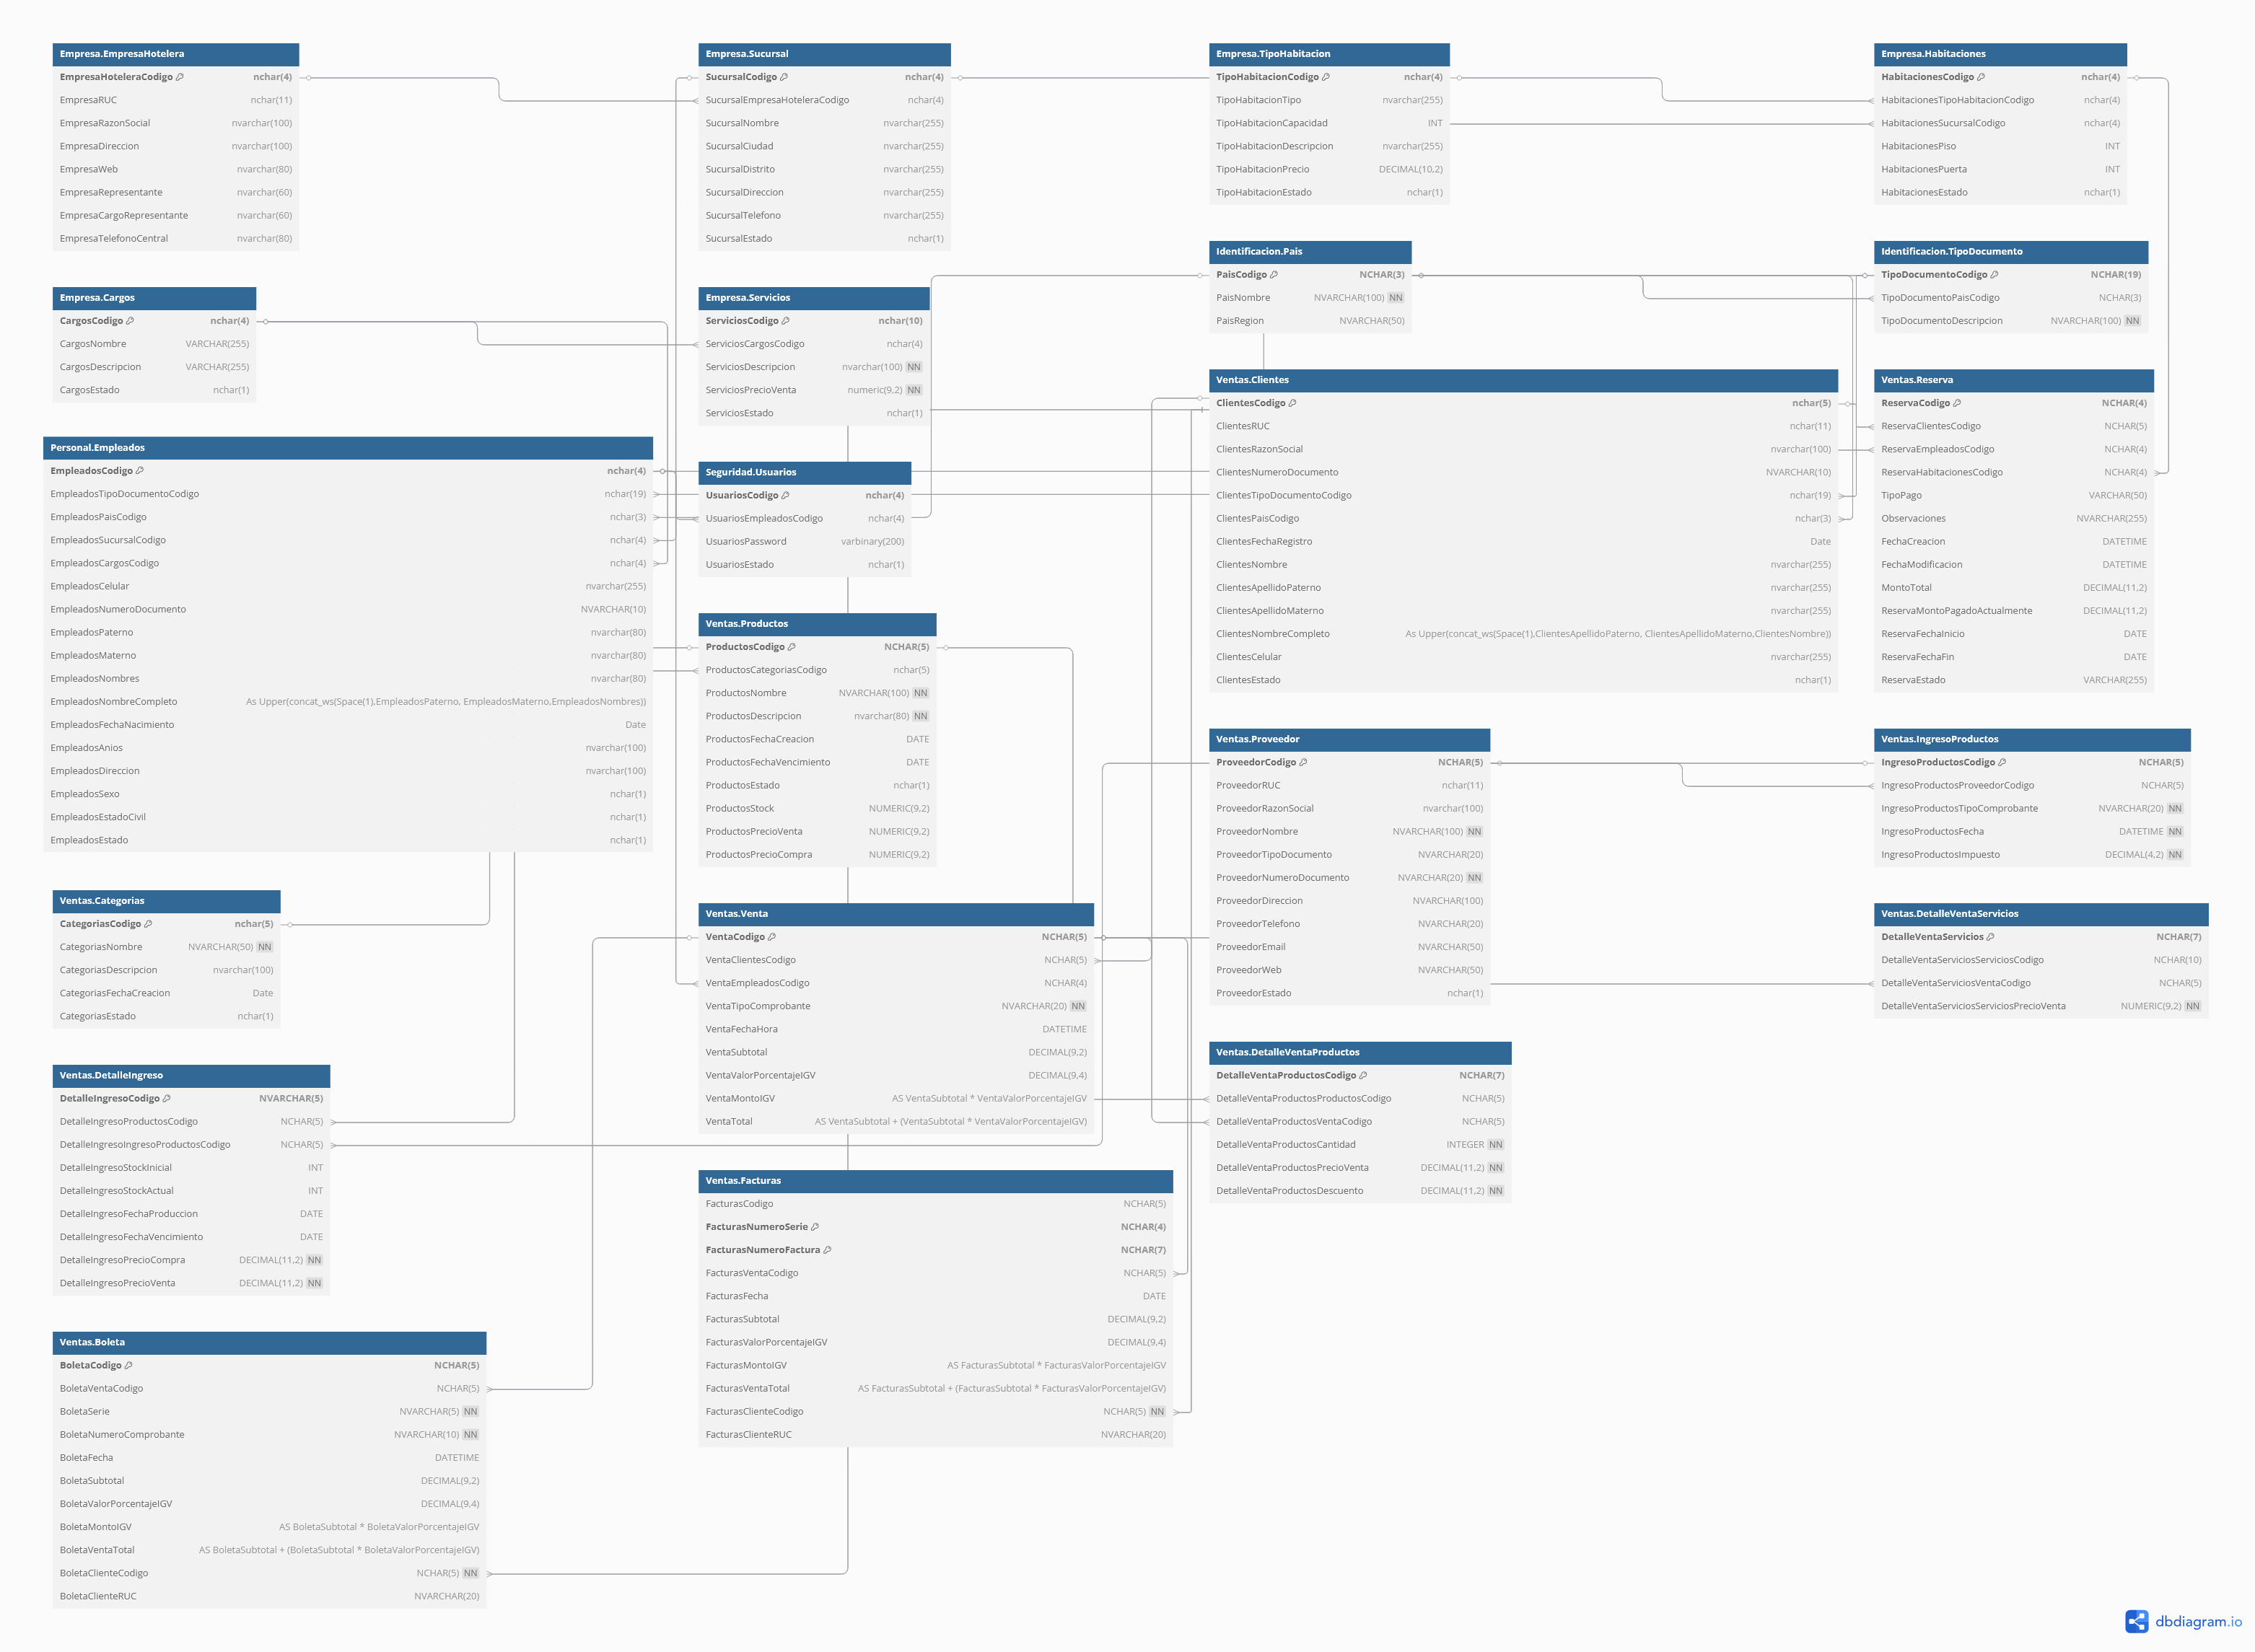 Empresa.EmpresaHotelera
EmpresaHoteleraCodigo nchar(4)
EmpresaRUC nchar(11)
EmpresaRazonSocial nvarchar(100)
EmpresaDireccion nvarchar(100)
EmpresaWeb nvarchar(80)
EmpresaRepresentante nvarchar(60)
EmpresaCargoRepresentante nvarchar(60)
EmpresaTelefonoCentral nvarchar(80)
Empresa.Sucursal
SucursalCodigo nchar(4)
SucursalEmpresaHoteleraCodigo nchar(4)
SucursalNombre nvarchar(255)
SucursalCiudad nvarchar(255)
SucursalDistrito nvarchar(255)
SucursalDireccion nvarchar(255)
SucursalTelefono nvarchar(255)
SucursalEstado nchar(1)
Empresa.TipoHabitacion
TipoHabitacionCodigo nchar(4)
TipoHabitacionTipo nvarchar(255)
TipoHabitacionCapacidad INT
TipoHabitacionDescripcion nvarchar(255)
TipoHabitacionPrecio DECIMAL(10,2)
TipoHabitacionEstado nchar(1)
Empresa.Habitaciones
HabitacionesCodigo nchar(4)
HabitacionesTipoHabitacionCodigo nchar(4)
HabitacionesSucursalCodigo nchar(4)
HabitacionesPiso INT
HabitacionesPuerta INT
HabitacionesEstado nchar(1)
Empresa.Cargos
CargosCodigo nchar(4)
CargosNombre VARCHAR(255)
CargosDescripcion VARCHAR(255)
CargosEstado nchar(1)
Empresa.Servicios
ServiciosCodigo nchar(10)
ServiciosCargosCodigo nchar(4)
ServiciosDescripcion nvarchar(100) NN
ServiciosPrecioVenta numeric(9,2) NN
ServiciosEstado nchar(1)
Identificacion.Pais
PaisCodigo NCHAR(3)
PaisNombre NVARCHAR(100) NN
PaisRegion NVARCHAR(50)
Identificacion.TipoDocumento
TipoDocumentoCodigo NCHAR(19)
TipoDocumentoPaisCodigo NCHAR(3)
TipoDocumentoDescripcion NVARCHAR(100) NN
Personal.Empleados
EmpleadosCodigo nchar(4)
EmpleadosTipoDocumentoCodigo nchar(19)
EmpleadosPaisCodigo nchar(3)
EmpleadosSucursalCodigo nchar(4)
EmpleadosCargosCodigo nchar(4)
EmpleadosCelular nvarchar(255)
EmpleadosNumeroDocumento NVARCHAR(10)
EmpleadosPaterno nvarchar(80)
EmpleadosMaterno nvarchar(80)
EmpleadosNombres nvarchar(80)
EmpleadosNombreCompleto As Upper(concat_ws(Space(1),EmpleadosPaterno, EmpleadosMaterno,EmpleadosNombres))
EmpleadosFechaNacimiento Date
EmpleadosAnios nvarchar(100)
EmpleadosDireccion nvarchar(100)
EmpleadosSexo nchar(1)
EmpleadosEstadoCivil nchar(1)
EmpleadosEstado nchar(1)
Seguridad.Usuarios
UsuariosCodigo nchar(4)
UsuariosEmpleadosCodigo nchar(4)
UsuariosPassword varbinary(200)
UsuariosEstado nchar(1)
Ventas.Clientes
ClientesCodigo nchar(5)
ClientesRUC nchar(11)
ClientesRazonSocial nvarchar(100)
ClientesNumeroDocumento NVARCHAR(10)
ClientesTipoDocumentoCodigo nchar(19)
ClientesPaisCodigo nchar(3)
ClientesFechaRegistro Date
ClientesNombre nvarchar(255)
ClientesApellidoPaterno nvarchar(255)
ClientesApellidoMaterno nvarchar(255)
ClientesNombreCompleto As Upper(concat_ws(Space(1),ClientesApellidoPaterno, ClientesApellidoMaterno,ClientesNombre))
ClientesCelular nvarchar(255)
ClientesEstado nchar(1)
Ventas.Reserva
ReservaCodigo NCHAR(4)
ReservaClientesCodigo NCHAR(5)
ReservaEmpleadosCodigo NCHAR(4)
ReservaHabitacionesCodigo NCHAR(4)
TipoPago VARCHAR(50)
Observaciones NVARCHAR(255)
FechaCreacion DATETIME
FechaModificacion DATETIME
MontoTotal DECIMAL(11,2)
ReservaMontoPagadoActualmente DECIMAL(11,2)
ReservaFechaInicio DATE
ReservaFechaFin DATE
ReservaEstado VARCHAR(255)
Ventas.Productos
ProductosCodigo NCHAR(5)
ProductosCategoriasCodigo nchar(5)
ProductosNombre NVARCHAR(100) NN
ProductosDescripcion nvarchar(80) NN
ProductosFechaCreacion DATE
ProductosFechaVencimiento DATE
ProductosEstado nchar(1)
ProductosStock NUMERIC(9,2)
ProductosPrecioVenta NUMERIC(9,2)
ProductosPrecioCompra NUMERIC(9,2)
Ventas.Proveedor
ProveedorCodigo NCHAR(5)
ProveedorRUC nchar(11)
ProveedorRazonSocial nvarchar(100)
ProveedorNombre NVARCHAR(100) NN
ProveedorTipoDocumento NVARCHAR(20)
ProveedorNumeroDocumento NVARCHAR(20) NN
ProveedorDireccion NVARCHAR(100)
ProveedorTelefono NVARCHAR(20)
ProveedorEmail NVARCHAR(50)
ProveedorWeb NVARCHAR(50)
ProveedorEstado nchar(1)
Ventas.IngresoProductos
IngresoProductosCodigo NCHAR(5)
IngresoProductosProveedorCodigo NCHAR(5)
IngresoProductosTipoComprobante NVARCHAR(20) NN
IngresoProductosFecha DATETIME NN
IngresoProductosImpuesto DECIMAL(4,2) NN
Ventas.Categorias
CategoriasCodigo nchar(5)
CategoriasNombre NVARCHAR(50) NN
CategoriasDescripcion nvarchar(100)
CategoriasFechaCreacion Date
CategoriasEstado nchar(1)
Ventas.Venta
VentaCodigo NCHAR(5)
VentaClientesCodigo NCHAR(5)
VentaEmpleadosCodigo NCHAR(4)
VentaTipoComprobante NVARCHAR(20) NN
VentaFechaHora DATETIME
VentaSubtotal DECIMAL(9,2)
VentaValorPorcentajeIGV DECIMAL(9,4)
VentaMontoIGV AS VentaSubtotal * VentaValorPorcentajeIGV
VentaTotal AS VentaSubtotal + (VentaSubtotal * VentaValorPorcentajeIGV)
Ventas.DetalleVentaServicios
DetalleVentaServicios NCHAR(7)
DetalleVentaServiciosServiciosCodigo NCHAR(10)
DetalleVentaServiciosVentaCodigo NCHAR(5)
DetalleVentaServiciosServiciosPrecioVenta NUMERIC(9,2) NN
Ventas.DetalleIngreso
DetalleIngresoCodigo NVARCHAR(5)
DetalleIngresoProductosCodigo NCHAR(5)
DetalleIngresoIngresoProductosCodigo NCHAR(5)
DetalleIngresoStockInicial INT
DetalleIngresoStockActual INT
DetalleIngresoFechaProduccion DATE
DetalleIngresoFechaVencimiento DATE
DetalleIngresoPrecioCompra DECIMAL(11,2) NN
DetalleIngresoPrecioVenta DECIMAL(11,2) NN
Ventas.DetalleVentaProductos
DetalleVentaProductosCodigo NCHAR(7)
DetalleVentaProductosProductosCodigo NCHAR(5)
DetalleVentaProductosVentaCodigo NCHAR(5)
DetalleVentaProductosCantidad INTEGER NN
DetalleVentaProductosPrecioVenta DECIMAL(11,2) NN
DetalleVentaProductosDescuento DECIMAL(11,2) NN
Ventas.Facturas
FacturasCodigo NCHAR(5)
FacturasNumeroSerie NCHAR(4)
FacturasNumeroFactura NCHAR(7)
FacturasVentaCodigo NCHAR(5)
FacturasFecha DATE
FacturasSubtotal DECIMAL(9,2)
FacturasValorPorcentajeIGV DECIMAL(9,4)
FacturasMontoIGV AS FacturasSubtotal * FacturasValorPorcentajeIGV
FacturasVentaTotal AS FacturasSubtotal + (FacturasSubtotal * FacturasValorPorcentajeIGV)
FacturasClienteCodigo NCHAR(5) NN
FacturasClienteRUC NVARCHAR(20)
Ventas.Boleta
BoletaCodigo NCHAR(5)
BoletaVentaCodigo NCHAR(5)
BoletaSerie NVARCHAR(5) NN
BoletaNumeroComprobante NVARCHAR(10) NN
BoletaFecha DATETIME
BoletaSubtotal DECIMAL(9,2)
BoletaValorPorcentajeIGV DECIMAL(9,4)
BoletaMontoIGV AS BoletaSubtotal * BoletaValorPorcentajeIGV
BoletaVentaTotal AS BoletaSubtotal + (BoletaSubtotal * BoletaValorPorcentajeIGV)
BoletaClienteCodigo NCHAR(5) NN
BoletaClienteRUC NVARCHAR(20)
dbdiagram.io